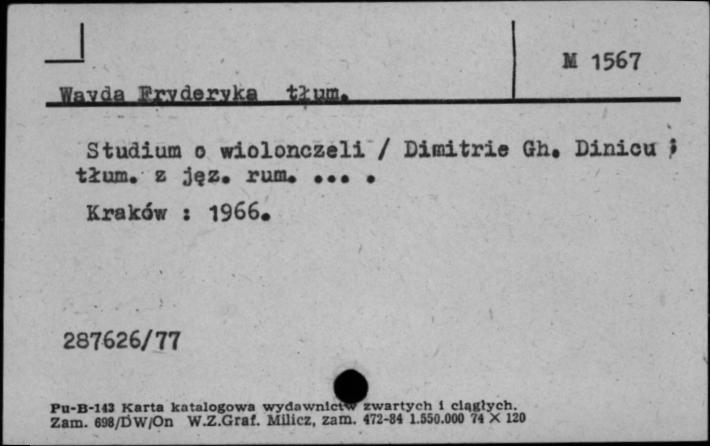 M 1567
Wayda Fryderyka tłum.
Studium o wiolonczeli / Dimitrie Gh. Dinicu ;
tłum. z jęz. rum. ... .
Kraków : 1966.
287626/77
Pu-B-143 Karta katalogowa wydawnictw zwartych i ciągłych.
Zam. 698/DW/On W.Z.Graf. Milicz, zam. 472-84 1.550.000 74 X 120